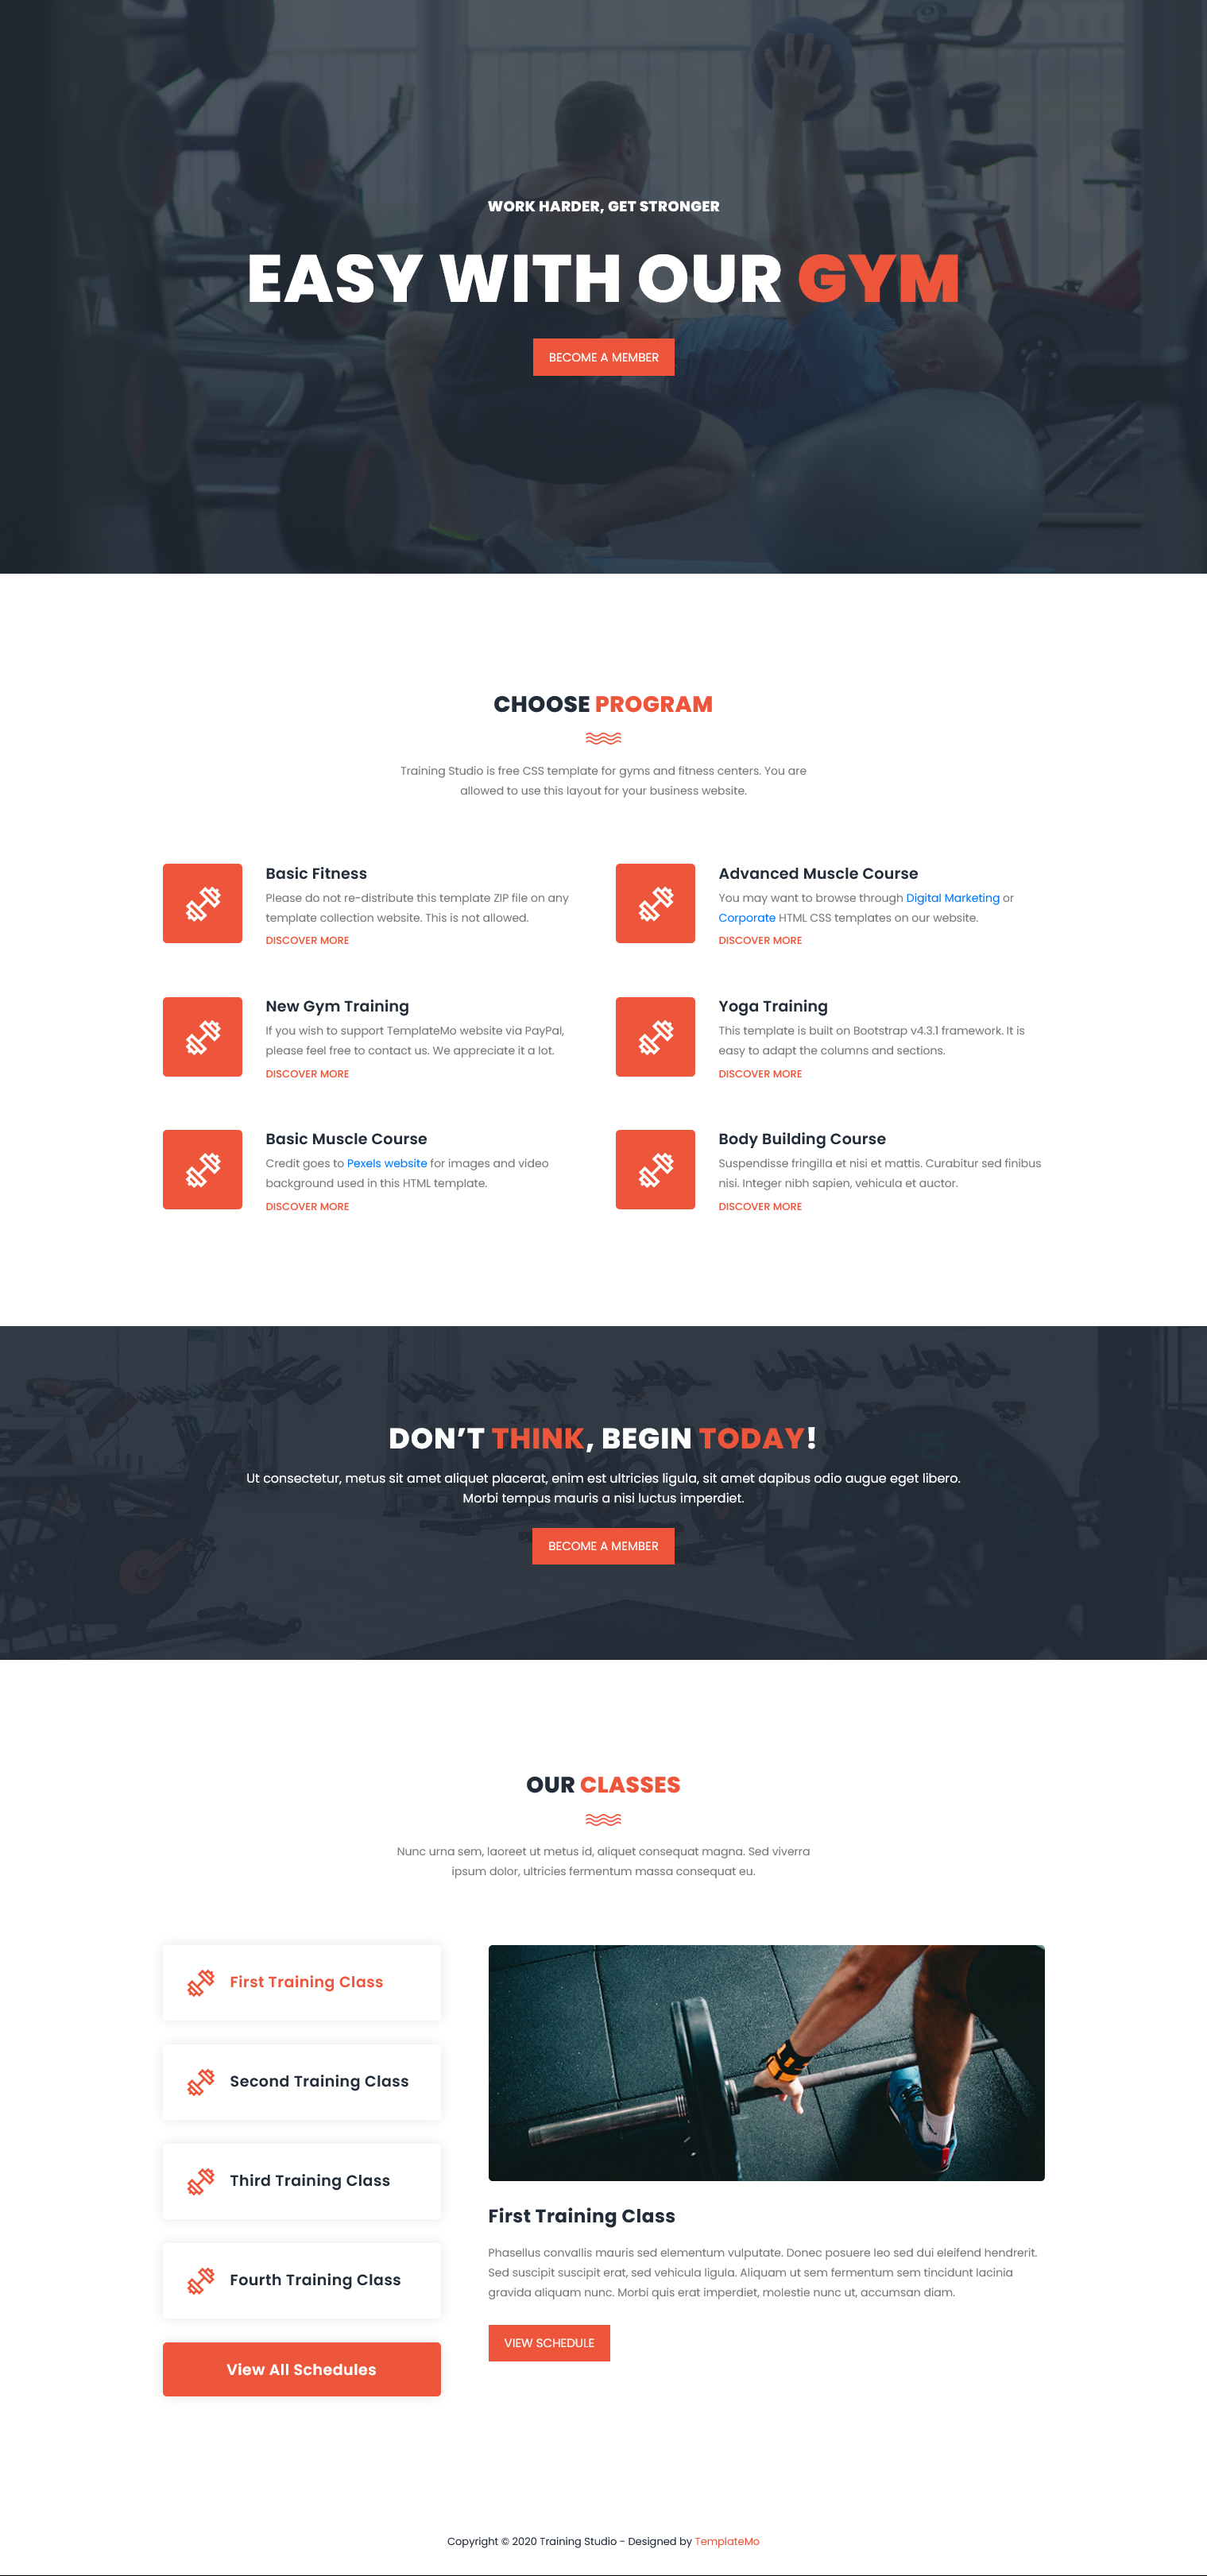 WORK HARDER, GET STRONGER
EASY WITH OUR GYM
BECOME A MEMBER
CHOOSE PROGRAM
Training Studio is free CSS template for gyms and fitness centers. You are
allowed to use this layout for your business website.
Basic Fitness
Please do not re-distribute this template ZIP file on any
template collection website. This is not allowed.
DISCOVER MORE
Advanced Muscle Course
You may want to browse through Digital Marketing or
Corporate HTML CSS templates on our website.
DISCOVER MORE
New Gym Training
If you wish to support TemplateMo website via PayPal,
please feel free to contact us. We appreciate it a lot.
DISCOVER MORE
Yoga Training
This template is built on Bootstrap v4.3.1 framework. It is
easy to adapt the columns and sections.
DISCOVER MORE
Basic Muscle Course
Credit goes to Pexels website for images and video
background used in this HTML template.
DISCOVER MORE
Body Building Course
Suspendisse fringilla et nisi et mattis. Curabitur sed finibus
nisi. Integer nibh sapien, vehicula et auctor.
DISCOVER MORE
DON’T THINK, BEGIN TODAY!
Ut consectetur, metus sit amet aliquet placerat, enim est ultricies ligula, sit amet dapibus odio augue eget libero.
Morbi tempus mauris a nisi luctus imperdiet.
BECOME A MEMBER
OUR CLASSES
Nunc urna sem, laoreet ut metus id, aliquet consequat magna. Sed viverra
ipsum dolor, ultricies fermentum massa consequat eu.
First Training Class
Second Training Class
Third Training Class
Fourth Training Class
View All Schedules
First Training Class
Phasellus convallis mauris sed elementum vulputate. Donec posuere leo sed dui eleifend hendrerit.
Sed suscipit suscipit erat, sed vehicula ligula. Aliquam ut sem fermentum sem tincidunt lacinia
gravida aliquam nunc. Morbi quis erat imperdiet, molestie nunc ut, accumsan diam.
VIEW SCHEDULE
Copyright © 2020 Training Studio - Designed by TemplateMo